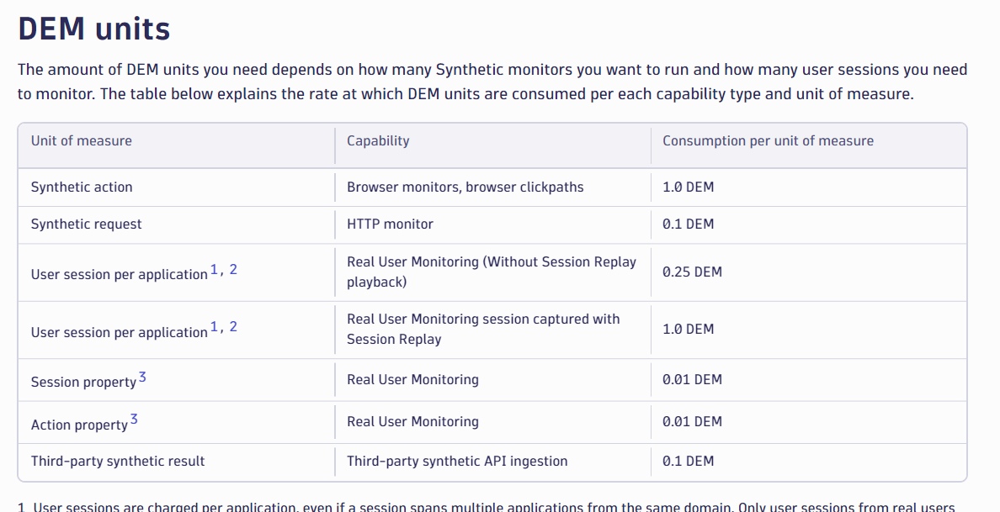 DEM units
The amount of DEM units you need depends on how many Synthetic monitors you want to run and how many user sessions you need
to monitor. The table below explains the rate at which DEM units are consumed per each capability type and unit of measure.
Unit of measure Capability Consumption per unit of measure
Synthetic action Browser monitors, browser clickpaths 1.0 DEM
Synthetic request HTTP monitor 0.1 DEM
User session per application 1, 2 Real User Monitoring (Without Session Replay
playback) 0.25 DEM
User session per application 1, 2 Real User Monitoring session captured with
Session Replay 1.0 DEM
Session property 3 Real User Monitoring 0.01 DEM
Action property 3 Real User Monitoring 0.01 DEM
Third-party synthetic result Third-party synthetic API ingestion 0.1 DEM
1 User sessions are charged per application, even if a session spans multiple applications from the same domain. Only user sessions from real users